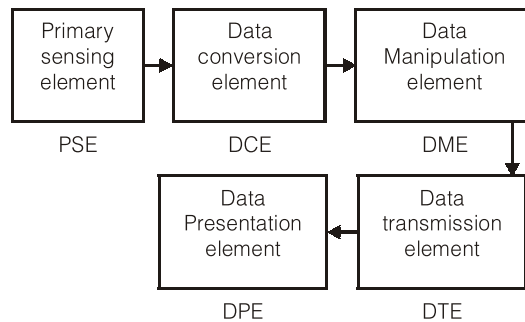 Primary
sensing
element
Data
conversion
element
Data
Manipulation
element
PSE
DCE
DME
Data
Presentation
element
Data
transmission
element
DPE
DTE